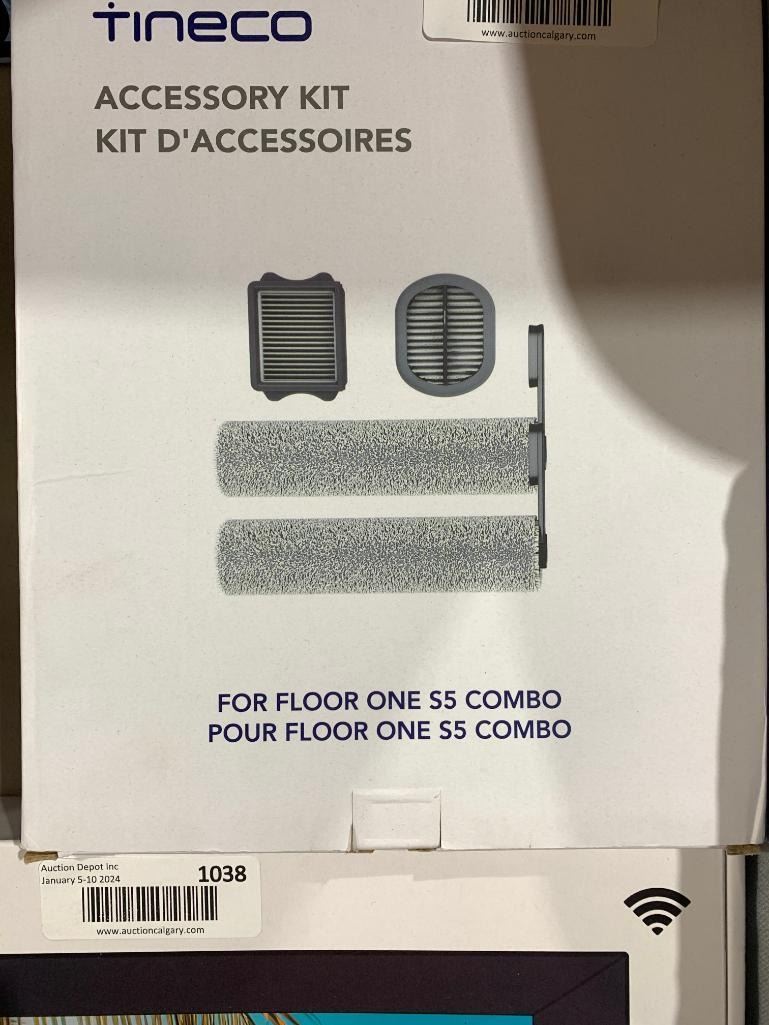 Tineco
www.auctioncalgary.com
ACCESSORY KIT
KIT D'ACCESSOIRES
FOR FLOOR ONE S5 COMBO
POUR FLOOR ONE S5 COMBO
Auction Depot Inc
January 5-10 2024
1038
www.auctioncalgary.com